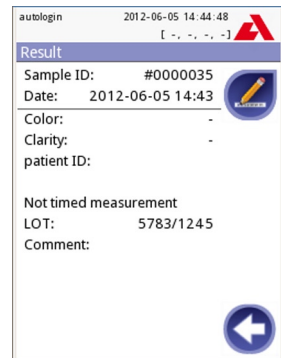 autologin 2012-06-05 14:44:48
[ -, -, -, -]
Result
Sample ID: #0000035
Date: 2012-06-05 14:43
Color: -
Clarity: -
patient ID:
Not timed measurement
LOT: 5783/1245
Comment: